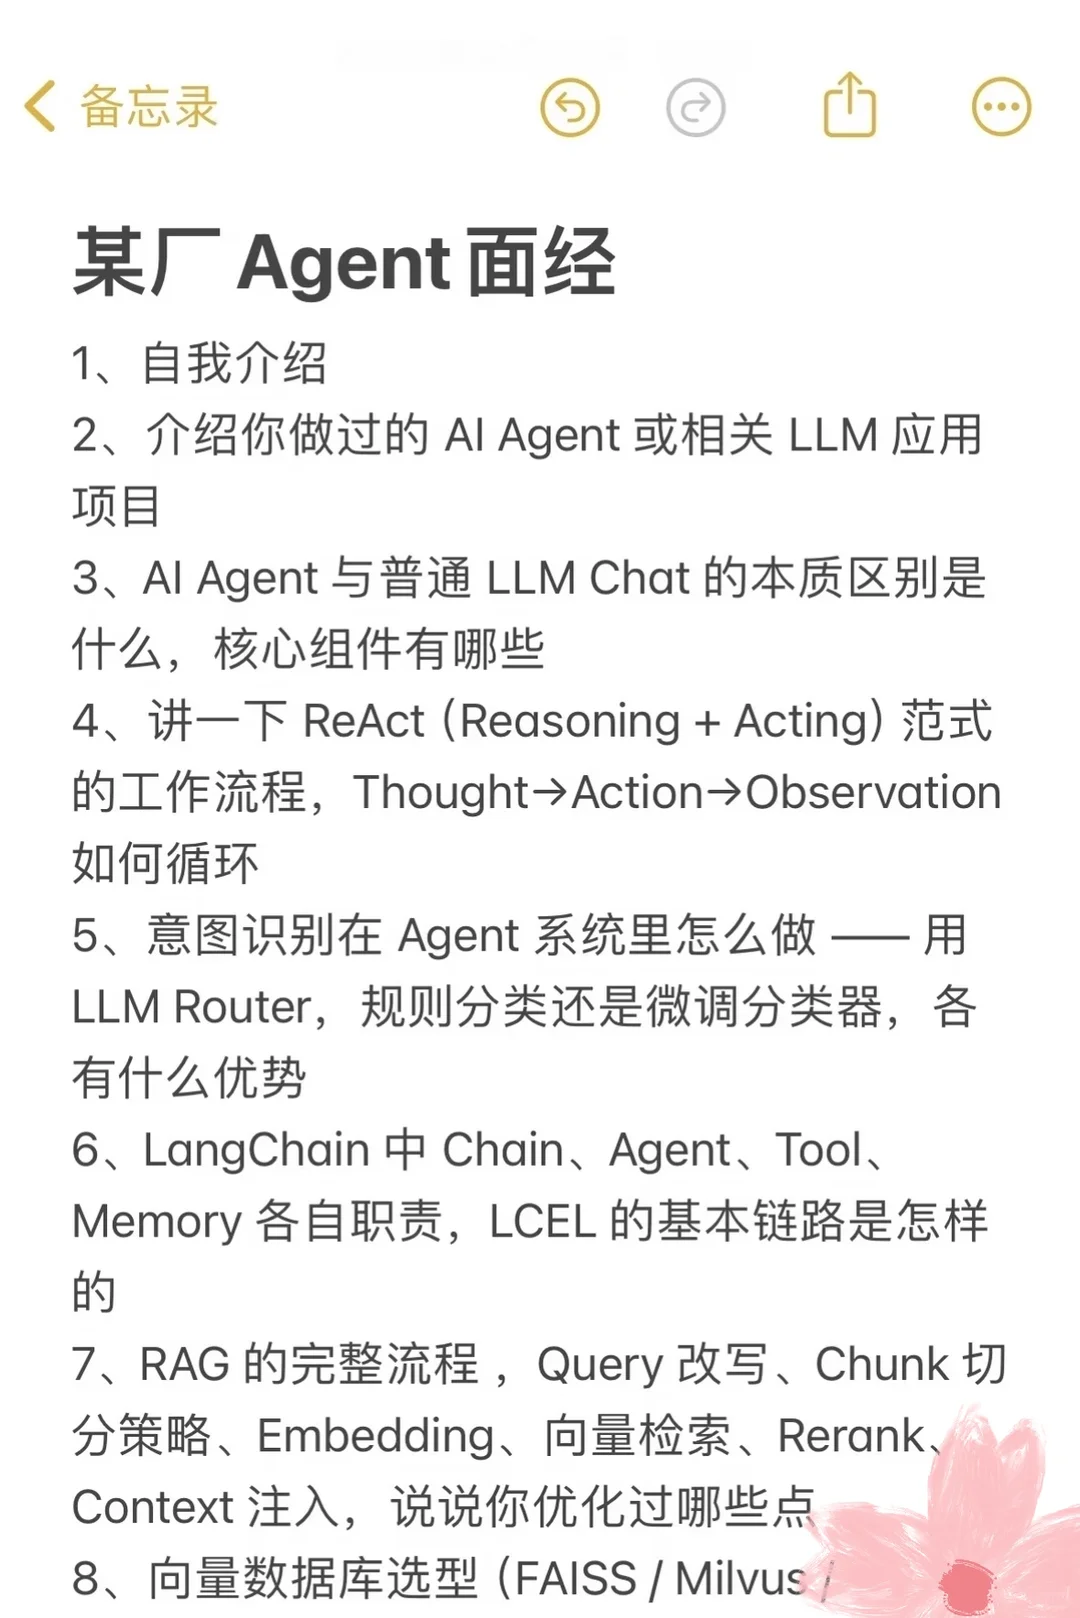 备忘录
某厂 Agent 面经
1、自我介绍
2、介绍你做过的 AI Agent 或相关 LLM 应用
项目
3、AI Agent 与普通 LLM Chat 的本质区别是
什么，核心组件有哪些
4、讲一下 ReAct（Reasoning + Acting）范式
的工作流程，Thought→Action→Observation
如何循环
5、意图识别在 Agent 系统里怎么做 —— 用
LLM Router，规则分类还是微调分类器，各
有什么优势
6、LangChain 中 Chain、Agent、Tool、
Memory 各自职责，LCEL 的基本链路是怎样
的
7、RAG 的完整流程 ，Query 改写、Chunk 切
分策略、Embedding、向量检索、Rerank、
Context 注入，说说你优化过哪些点
8、向量数据库选型（FAISS / Milvus /